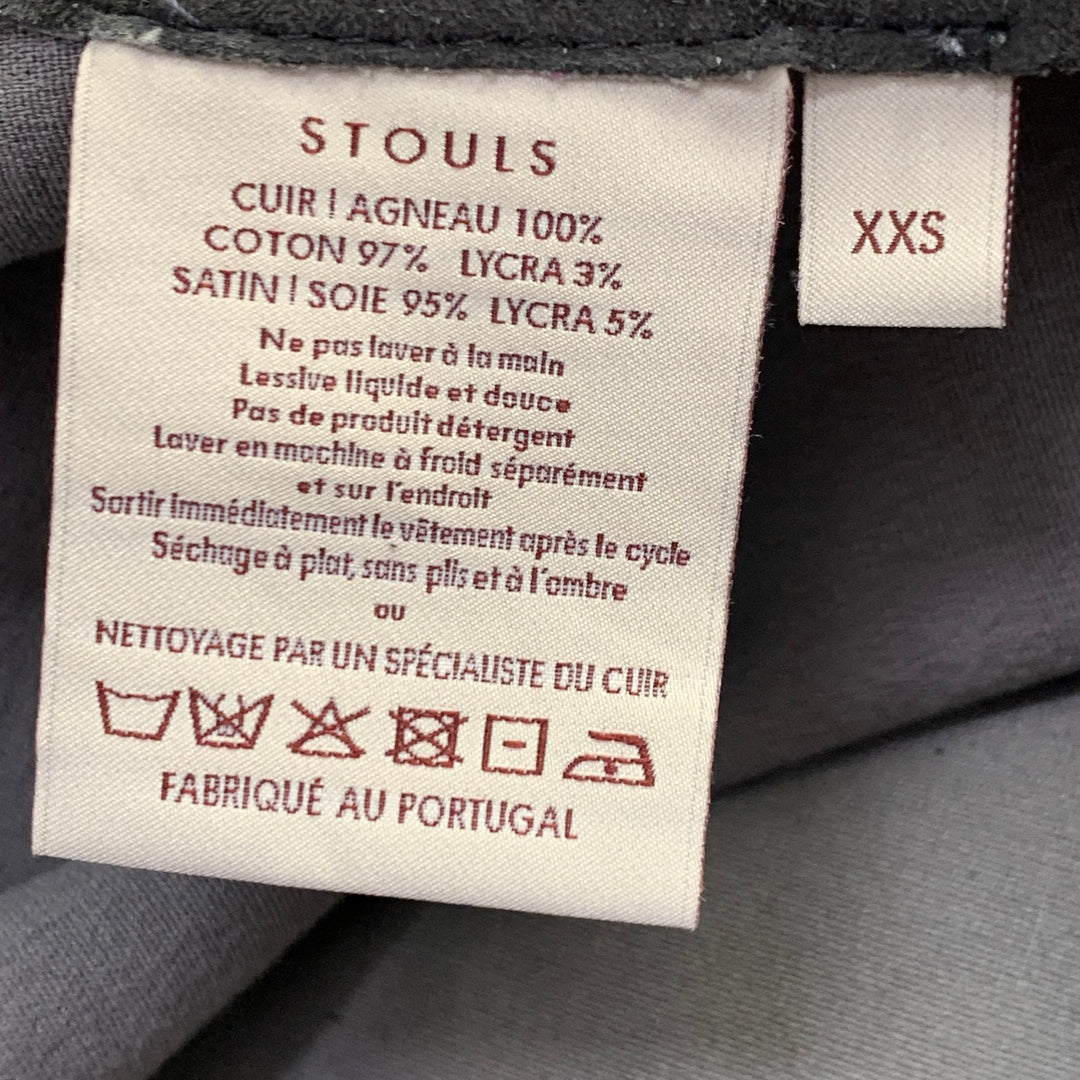 STOULS
CUIR | AGNEAU 100%
COTON 97% LYCRA 3%
SATIN | SOIE 95% LYCRA 5%
Ne pas laver à la main
Lessive liquide et douce
Pas de produit détergent
Laver en machine à froid séparément
et sur l'endroit
Sortir immédiatement le vêtement après le cycle
Séchage à plat, sans plis et à l'ombre
ou
NETTOYAGE PAR UN SPÉCIALISTE DU CUIR
FABRIQUÉ AU PORTUGAL
XXS